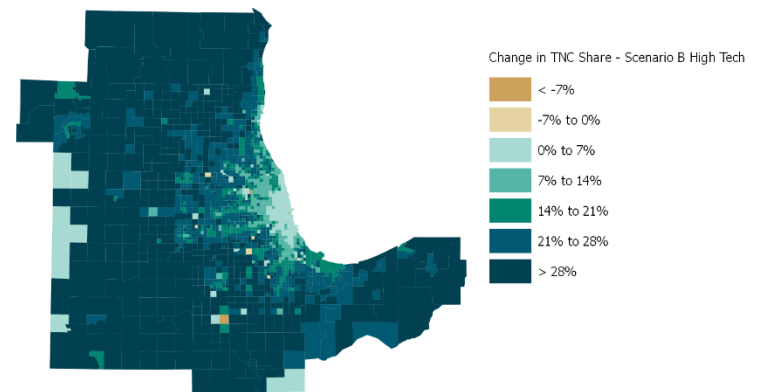 Change in TNC Share - Scenario B High Tech
< -7%
-7% to 0%
0% to 7%
7% to 14%
14% to 21%
21% to 28%
> 28%